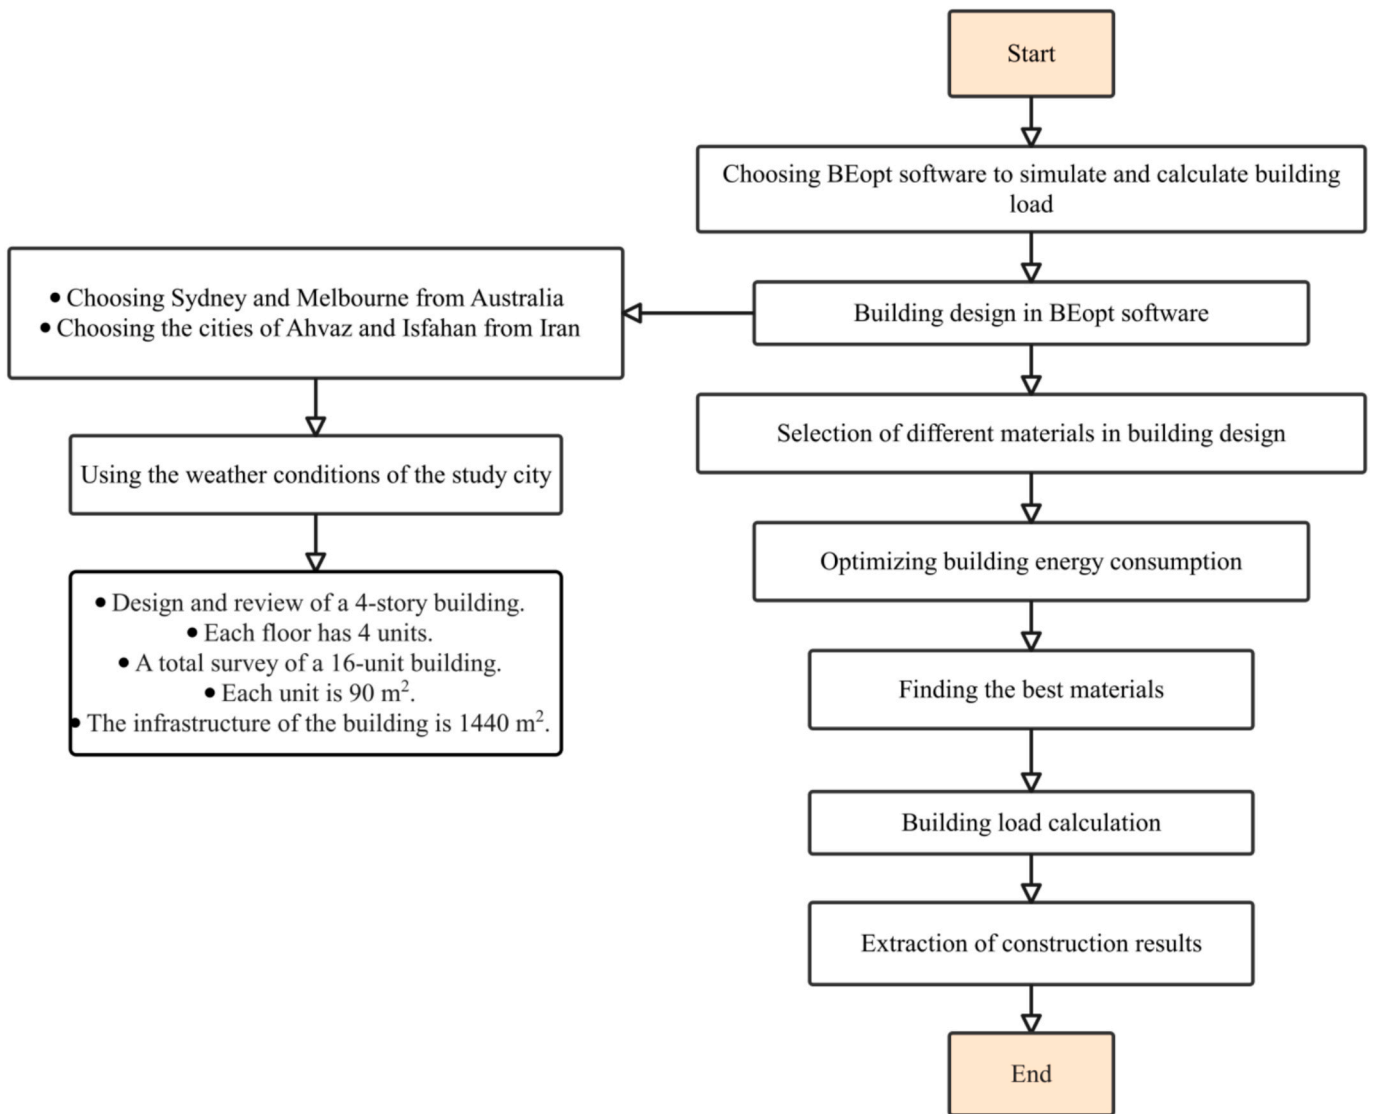 Start
Choosing BEopt software to simulate and calculate building
load
Building design in BEopt software
• Choosing Sydney and Melbourne from Australia
• Choosing the cities of Ahvaz and Isfahan from Iran
Using the weather conditions of the study city
• Design and review of a 4-story building.
• Each floor has 4 units.
• A total survey of a 16-unit building.
• Each unit is 90 m².
• The infrastructure of the building is 1440 m².
Selection of different materials in building design
Optimizing building energy consumption
Finding the best materials
Building load calculation
Extraction of construction results
End